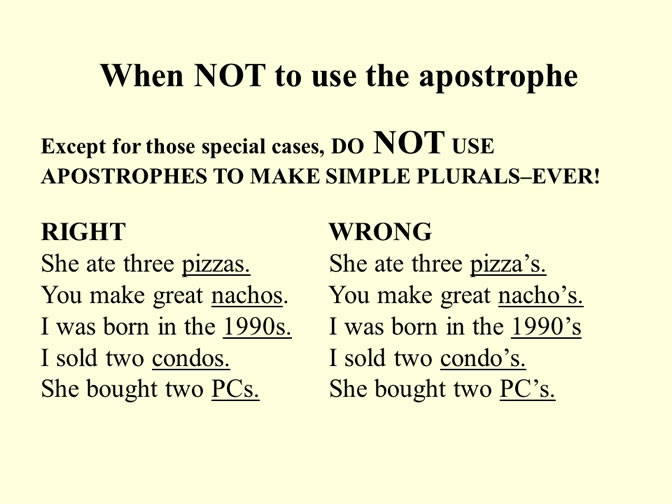 When NOT to use the apostrophe
Except for those special cases, DO NOT USE
APOSTROPHES TO MAKE SIMPLE PLURALS–EVER!
RIGHT
She ate three pizzas.
You make great nachos.
I was born in the 1990s.
I sold two condos.
She bought two PCs.
WRONG
She ate three pizza’s.
You make great nacho’s.
I was born in the 1990’s
I sold two condo’s.
She bought two PC’s.